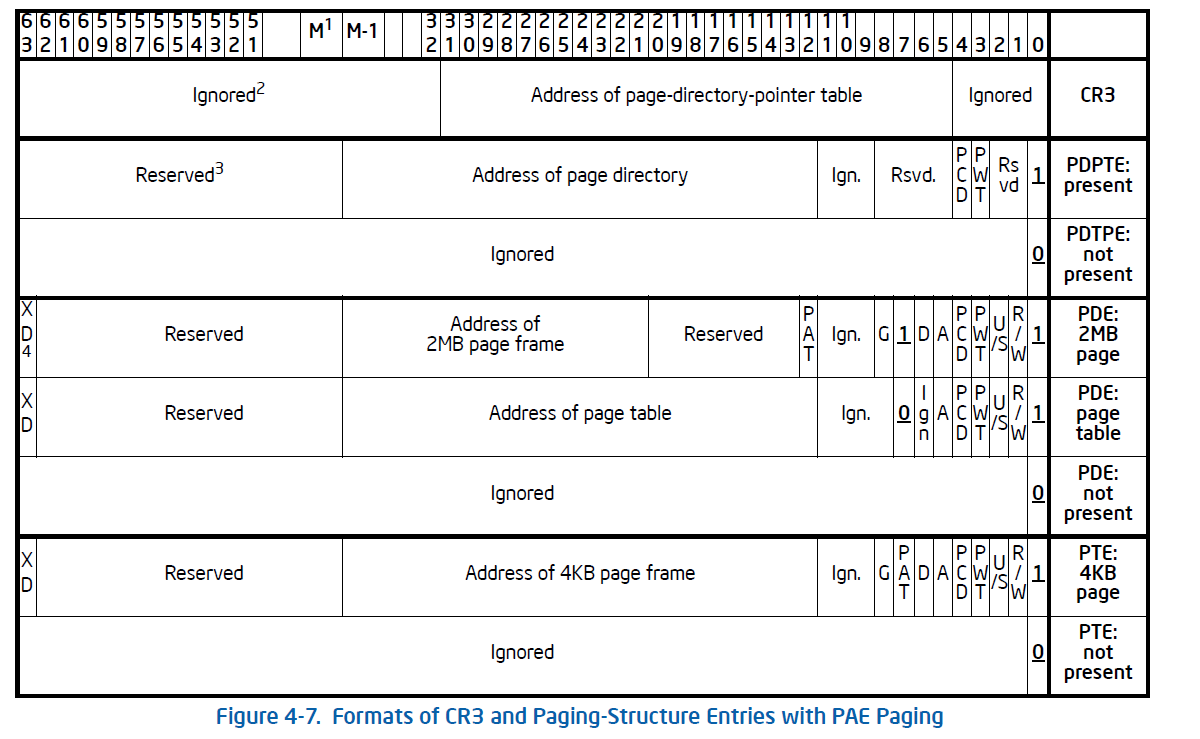 6 6 6 6 5 5 5 5 5 5 5 5 5 M¹ M-1 3 3 3 2 2 2 2 2 2 2 2 2 2 1 1 1 1 1 1 1 1 1 1
3 2 1 0 9 8 7 6 5 4 3 2 1 2 1 0 9 8 7 6 5 4 3 2 1 0 9 8 7 6 5 4 3 2 1 0 9 8 7 6 5 4 3 2 1 0
Ignored²
Address of page-directory-pointer table
Ignored
CR3
Reserved³
Address of page directory
Ign.
Rsvd.
PCD
PWT
Rs
vd
1
PDPTE:
present
Ignored
0
PDTPE:
not
present
XD4
Reserved
Address of
2MB page frame
Reserved
PAT
Ign.
G
1
D
A
PCD
PWT
U
/S
R/W
1
PDE:
2MB
page
XD
Reserved
Address of page table
Ign.
0
Ign
A
PCD
PWT
U
/S
R/W
1
PDE:
page
table
Ignored
0
PDE:
not
present
XD
Reserved
Address of 4KB page frame
Ign.
G
PAT
D
A
PCD
PWT
U
/S
R/W
1
PTE:
4KB
page
Ignored
0
PTE:
not
present
Figure 4-7. Formats of CR3 and Paging-Structure Entries with PAE Paging